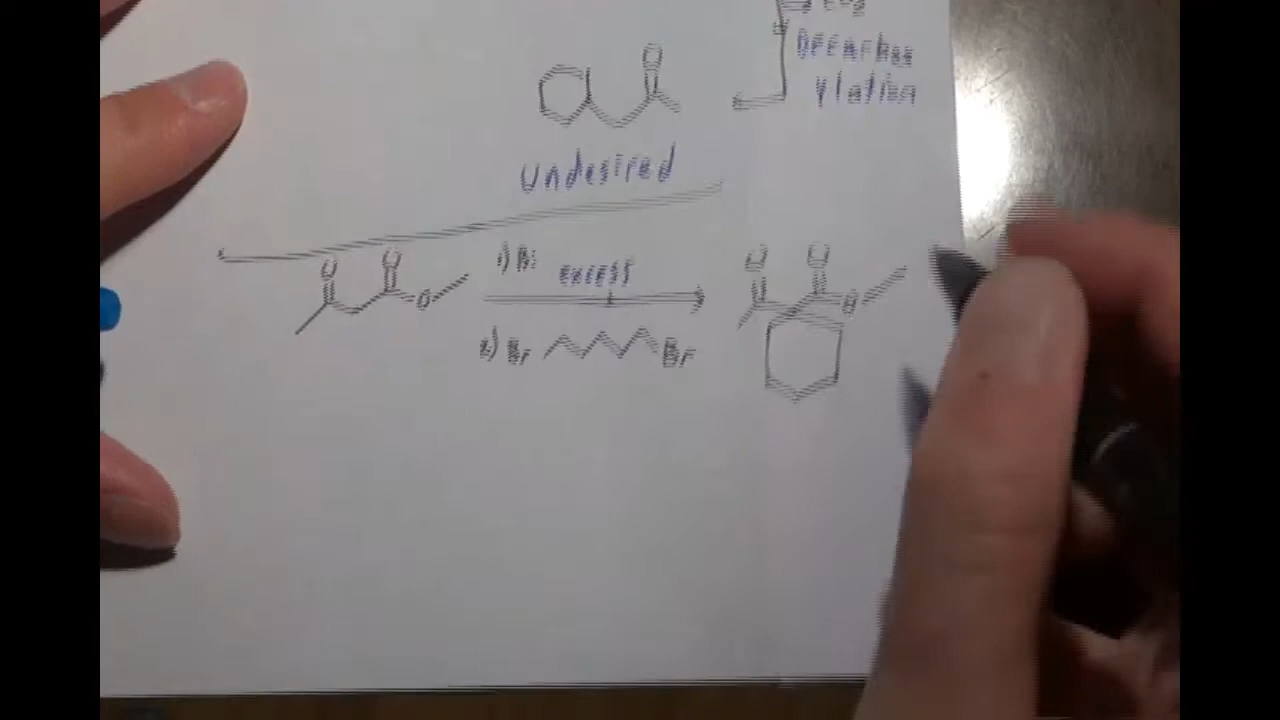 Decarbox
ylation
O
undesired
O O
O
1) B:
excess
2) Br Br
O O
O